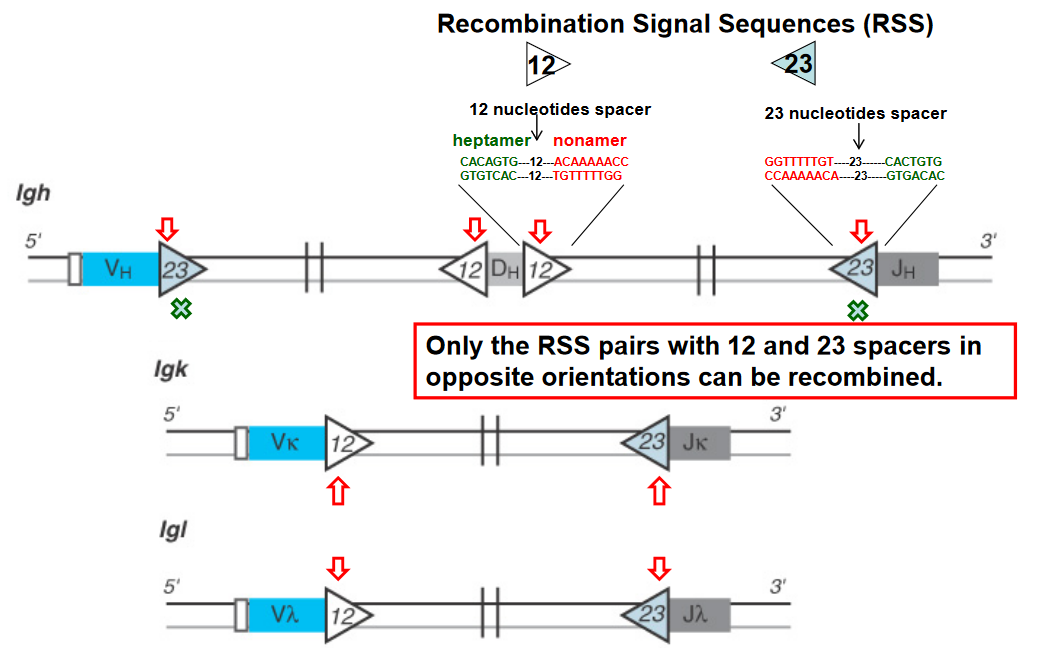 Recombination Signal Sequences (RSS)
12
23
12 nucleotides spacer
23 nucleotides spacer
heptamer
nonamer
CACAGTG---12---ACAAAAACC
GTGTCAC---12---TGTTTTTGG
GGTTTTTGT----23------CACTGTG
CCAAAAACA----23-----GTGACAC
Igh
5'
3'
VH
23
12
DH
12
23
JH
Only the RSS pairs with 12 and 23 spacers in
opposite orientations can be recombined.
Igk
5'
3'
Vκ
12
23
Jκ
Igl
5'
3'
Vλ
12
23
Jλ